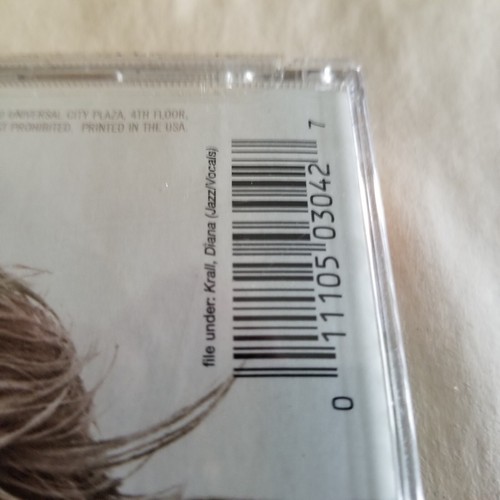 UNIVERSAL CITY PLAZA, 4TH FLOOR,
PROHIBITED. PRINTED IN THE USA.
file under: Krall, Diana (Jazz/Vocals)
0 11105 03042 7